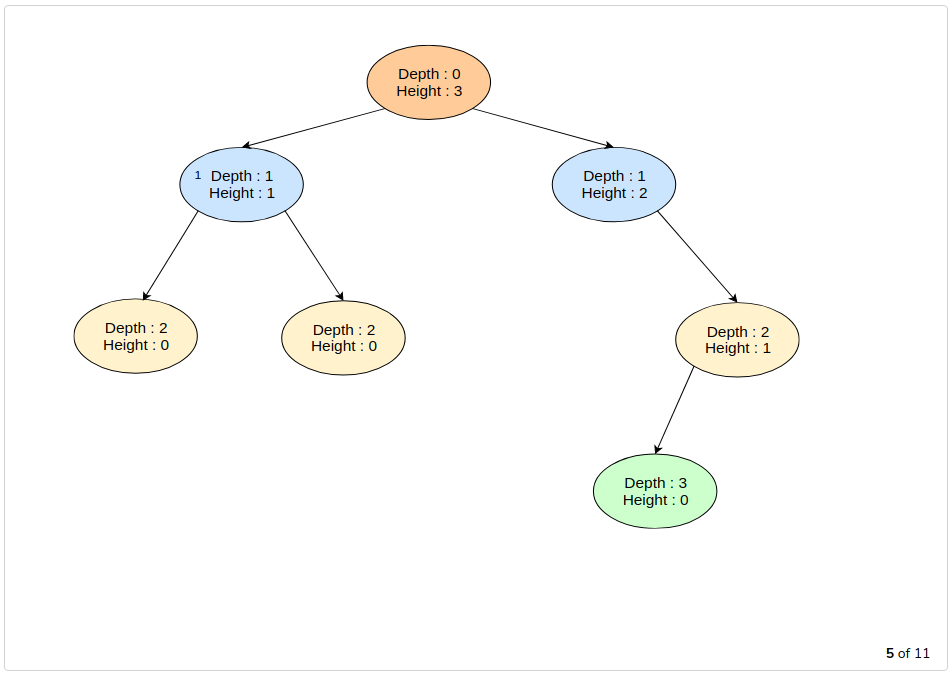 Depth : 0
Height : 3
1 Depth : 1
Height : 1
Depth : 1
Height : 2
Depth : 2
Height : 0
Depth : 2
Height : 0
Depth : 2
Height : 1
Depth : 3
Height : 0
5 of 11